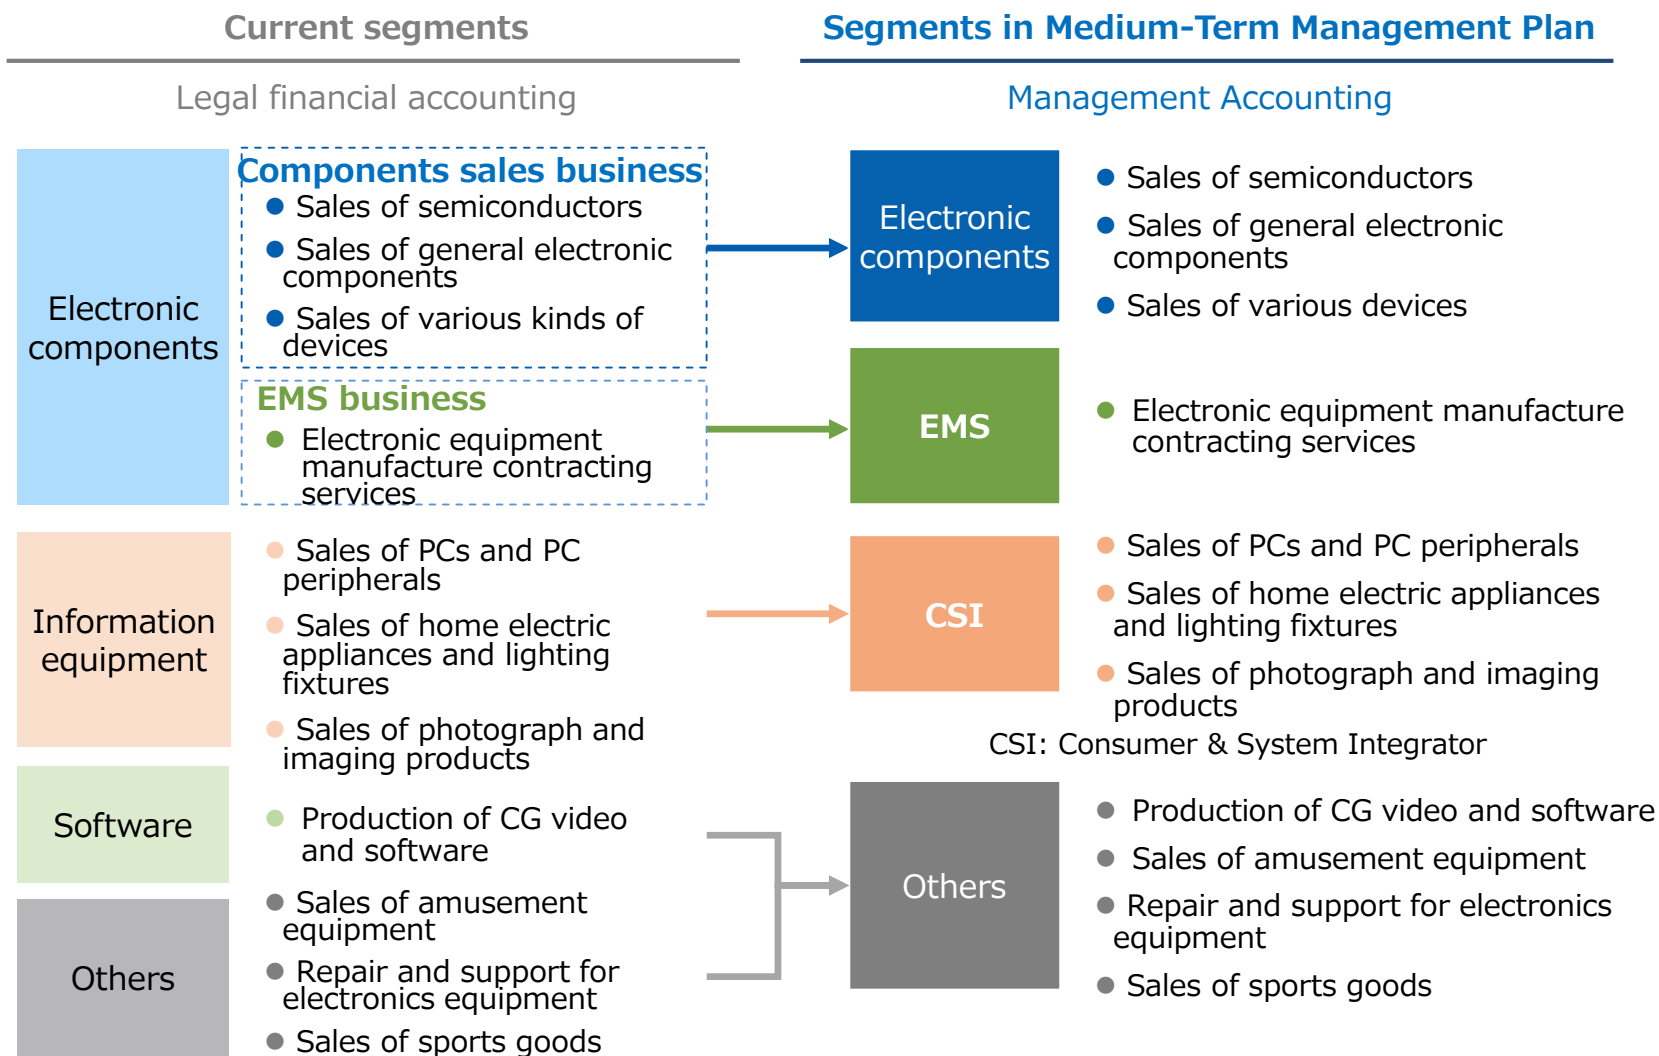 Current segments
Legal financial accounting
Electronic
components
Components sales business
● Sales of semiconductors
● Sales of general electronic
components
● Sales of various kinds of
devices
EMS business
● Electronic equipment
manufacture contracting
services
Information
equipment
● Sales of PCs and PC
peripherals
● Sales of home electric
appliances and lighting
fixtures
● Sales of photograph and
imaging products
Software
● Production of CG video
and software
Others
● Sales of amusement
equipment
● Repair and support for
electronics equipment
● Sales of sports goods
Segments in Medium-Term Management Plan
Management Accounting
Electronic
components
● Sales of semiconductors
● Sales of general electronic
components
● Sales of various devices
EMS
● Electronic equipment manufacture
contracting services
CSI
● Sales of PCs and PC peripherals
● Sales of home electric appliances
and lighting fixtures
● Sales of photograph and imaging
products
CSI: Consumer & System Integrator
Others
● Production of CG video and software
● Sales of amusement equipment
● Repair and support for electronics
equipment
● Sales of sports goods